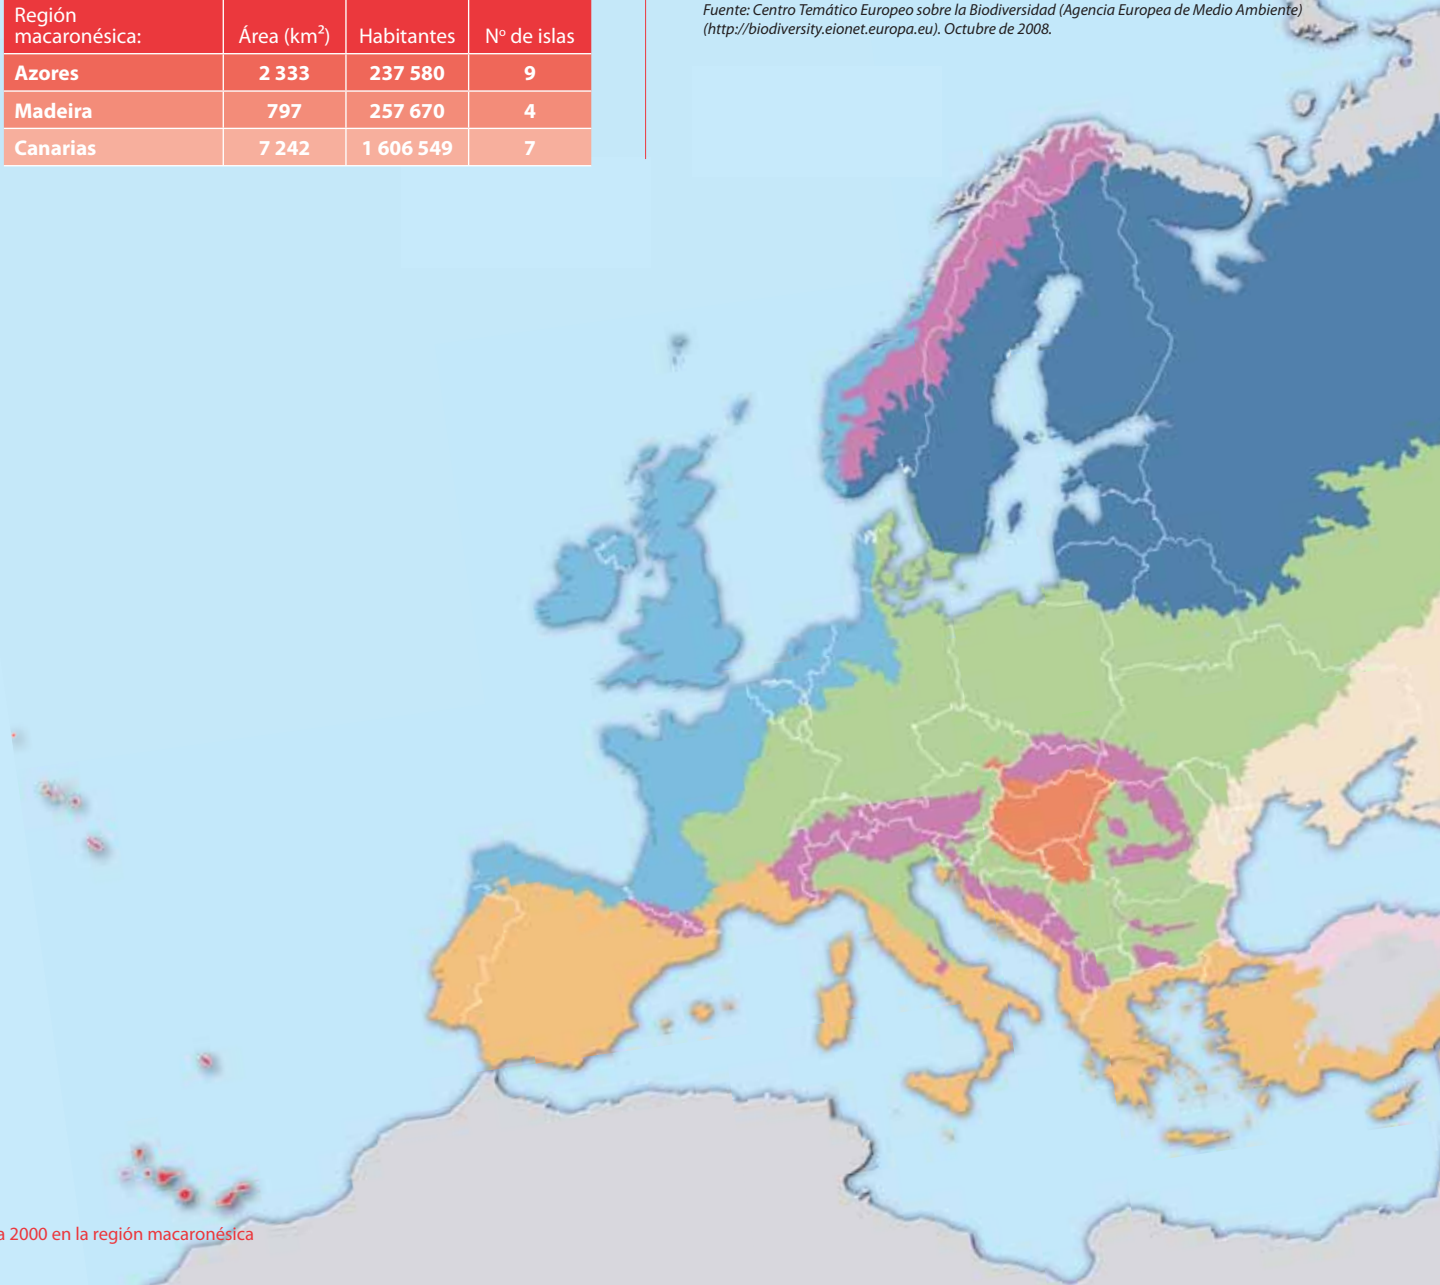 Región
macaronésica: Área (km²) Habitantes Nº de islas
Azores 2 333 237 580 9
Madeira 797 257 670 4
Canarias 7 242 1 606 549 7
Fuente: Centro Temático Europeo sobre la Biodiversidad (Agencia Europea de Medio Ambiente)
(http://biodiversity.eionet.europa.eu). Octubre de 2008.
a 2000 en la región macaronésica